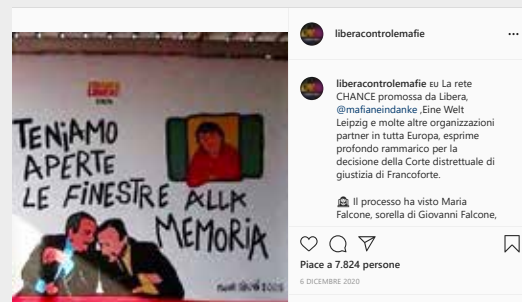 TENIAMO
APERTE
LE FINESTRE ALLA
MEMORIA
2005
liberacontrolemafie
liberacontrolemafie EU La rete
CHANCE promossa da Libera,
@mafianeindanke ,Eine Welt
Leipzig e molte altre organizzazioni
partner in tutta Europa, esprime
profondo rammarico per la
decisione della Corte distrettuale di
giustizia di Francoforte.
Il processo ha visto Maria
Falcone, sorella di Giovanni Falcone,
Piace a 7.824 persone
6 DICEMBRE 2020